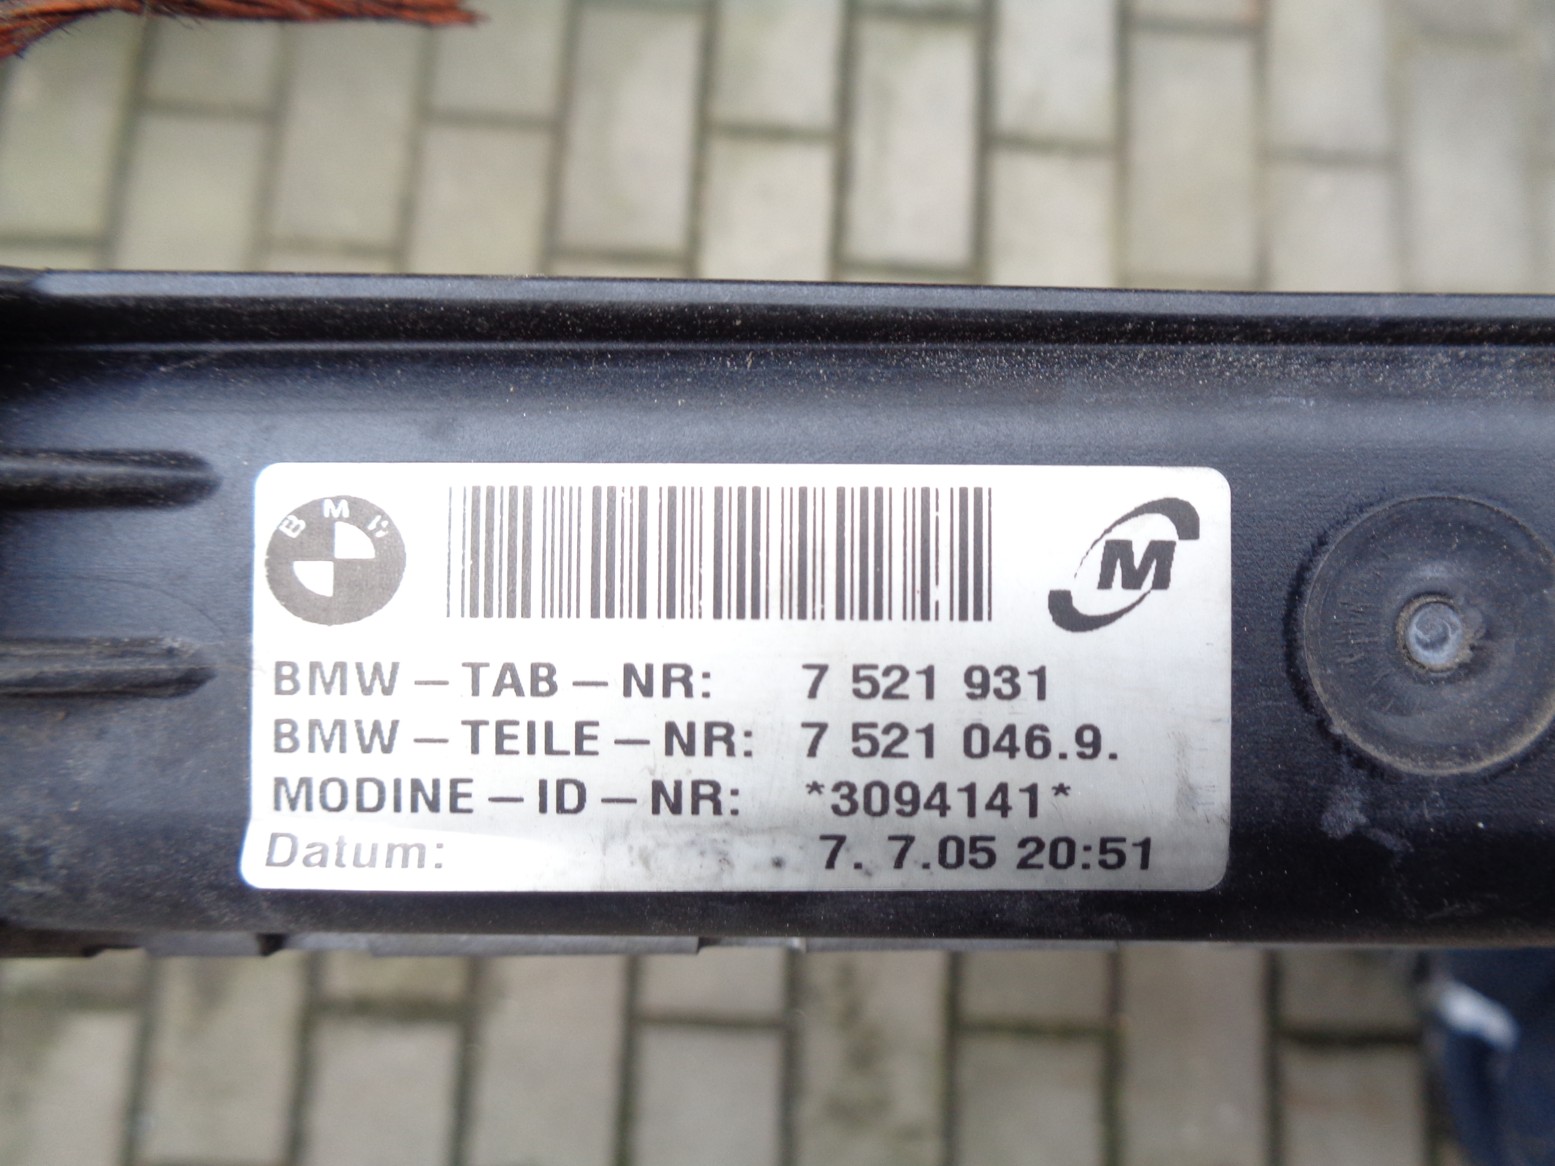 BMW
M
BMW – TAB – NR: 7 521 931
BMW – TEILE – NR: 7 521 046.9.
MODINE – ID – NR: *3094141*
Datum: 7. 7.05 20:51